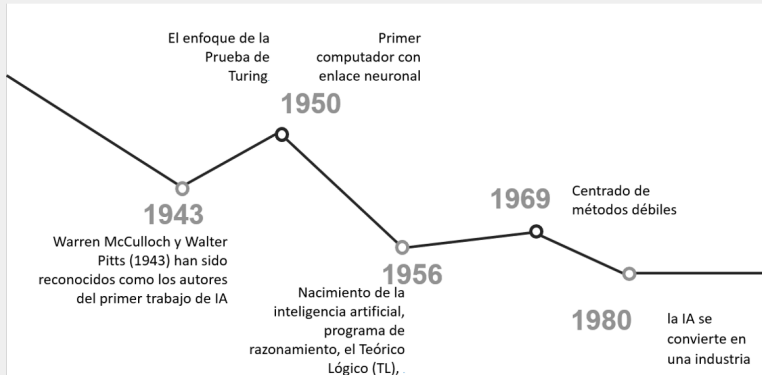 El enfoque de la
Prueba de
Turing
Primer
computador con
enlace neuronal
1950
1943
Warren McCulloch y Walter
Pitts (1943) han sido
reconocidos como los autores
del primer trabajo de IA
1956
Nacimiento de la
inteligencia artificial,
programa de
razonamiento, el Teórico
Lógico (TL),
1969
Centrado de
métodos débiles
1980
la IA se
convierte en
una industria